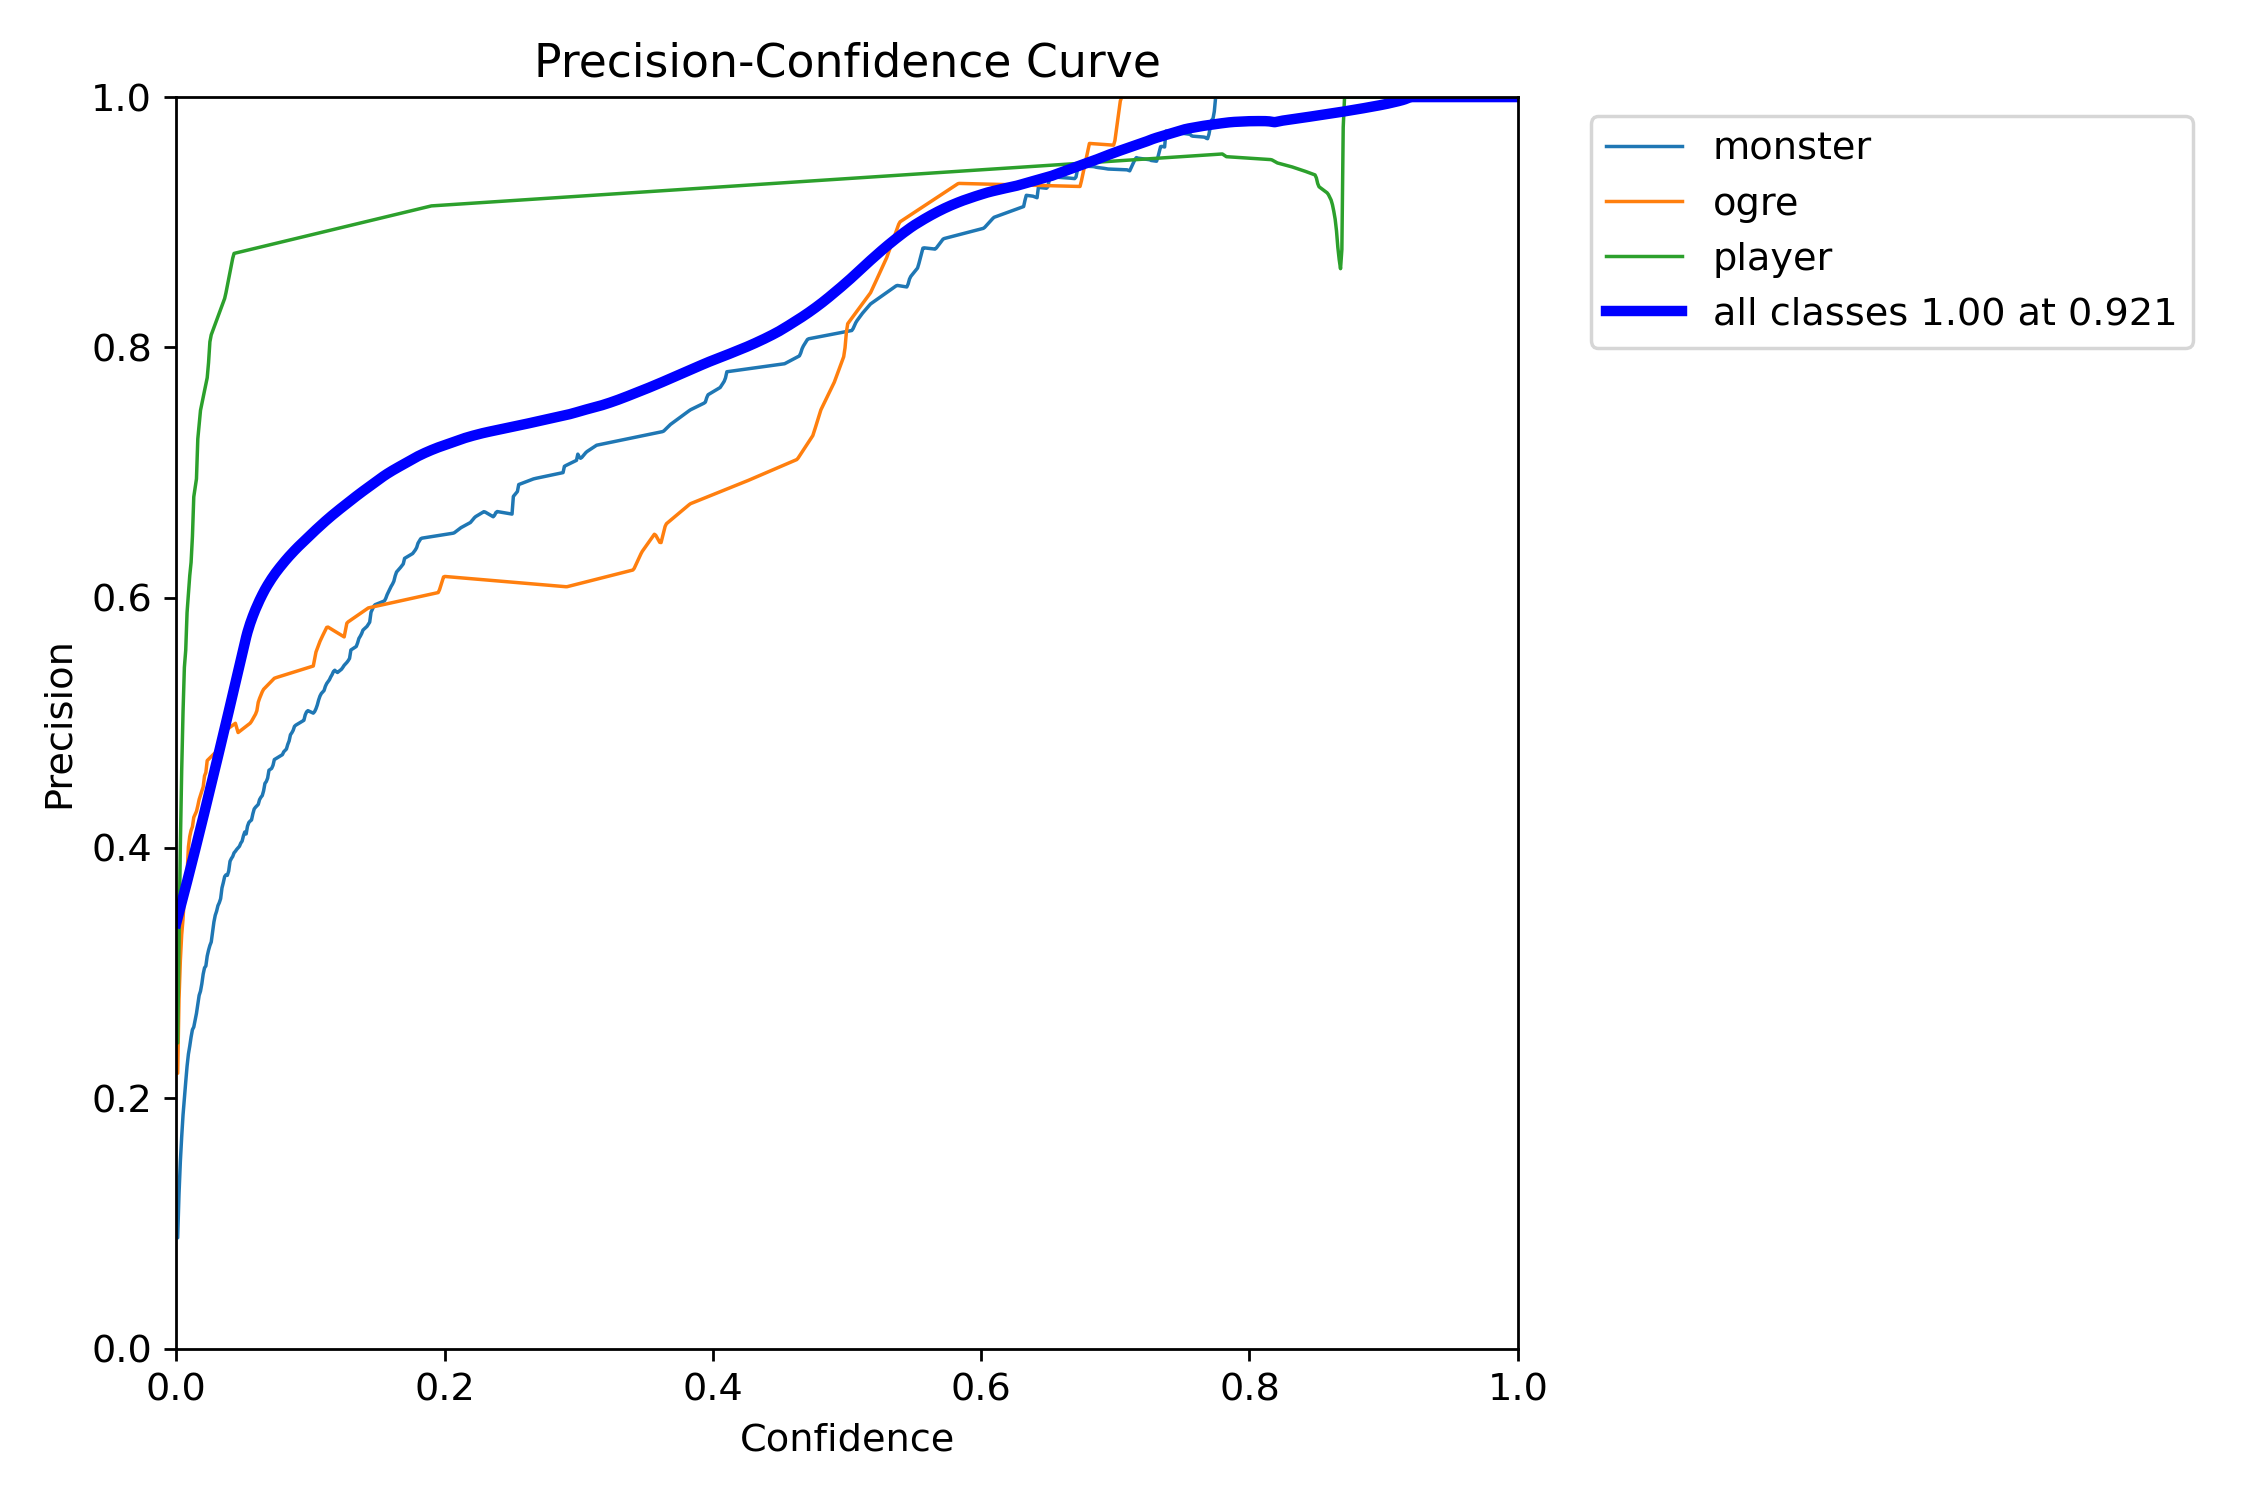 Precision-Confidence Curve
1.0
0.8
0.6
0.4
0.2
0.0
Precision
0.0 0.2 0.4 0.6 0.8 1.0
Confidence
monster
ogre
player
all classes 1.00 at 0.921